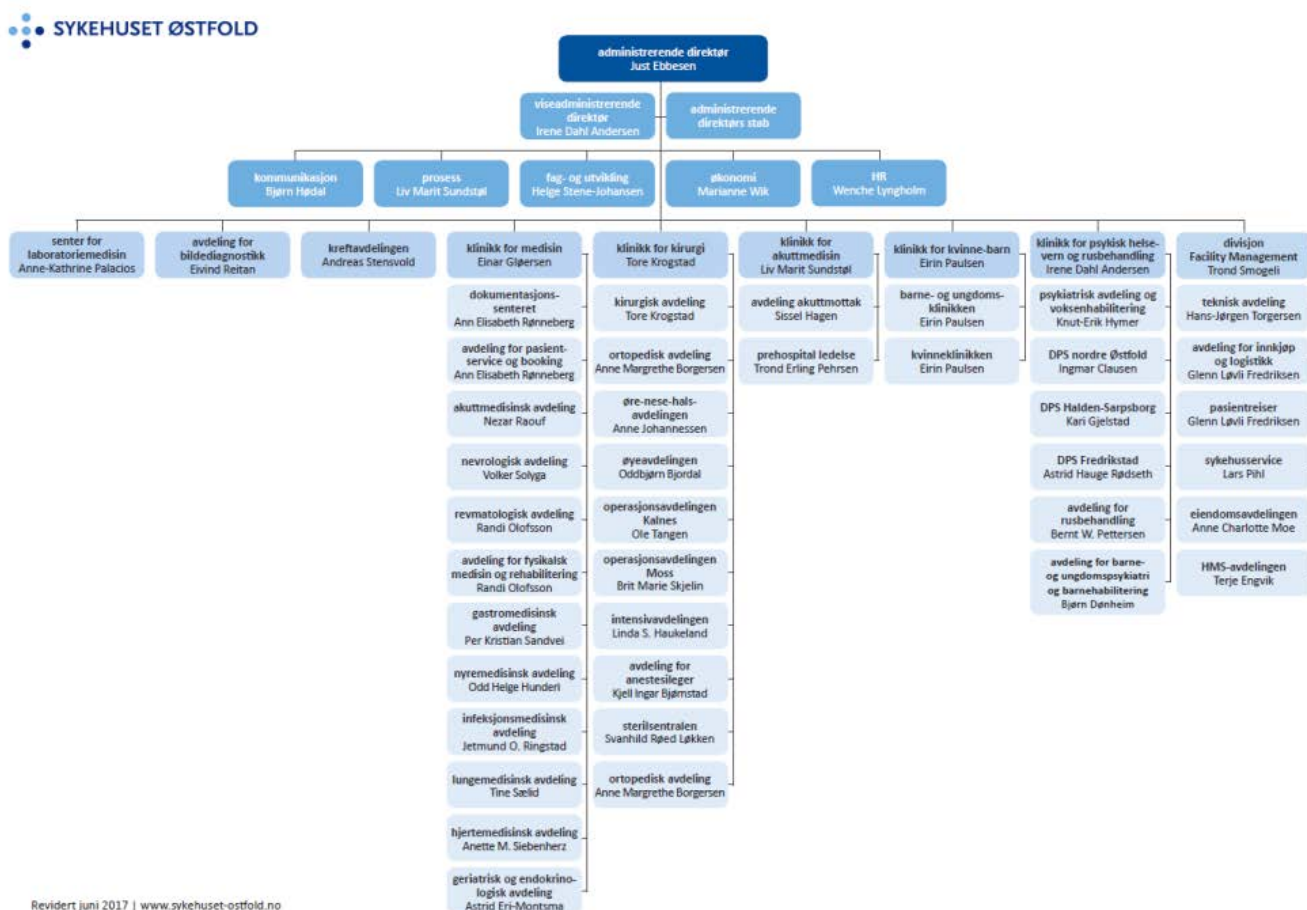 SYKEHUSET ØSTFOLD
administrerende direktør
Just Ebbesen
viseadministrerende
direktør
Irene Dahl Andersen
administrerende
direktørs stab
kommunikasjon
Bjørn Hødal
prosess
Liv Marit Sundstøl
fag- og utvikling
Helge Stene-Johansen
økonomi
Marianne Wik
HR
Wenche Lyngholm
senter for
laboratoriemedisin
Anne-Kathrine Palacios
avdeling for
bildediagnostikk
Eivind Reitan
kreftavdelingen
Andreas Stensvold
klinikk for medisin
Einar Gløersen
dokumentasjons-
senteret
Ann Elisabeth Rønneberg
avdeling for pasient-
service og booking
Ann Elisabeth Rønneberg
akuttmedisinsk avdeling
Nezar Raouf
nevrologisk avdeling
Volker Solyga
revmatologisk avdeling
Randi Olofsson
avdeling for fysikalsk
medisin og rehabilitering
Randi Olofsson
gastromedisinsk
avdeling
Per Kristian Sandvei
nyremedisinsk avdeling
Odd Helge Hunderi
infeksjonsmedisinsk
avdeling
Jetmund O. Ringstad
lungemedisinsk avdeling
Tine Sælid
hjertemedisinsk avdeling
Anette M. Siebenherz
geriatrisk og endokrino-
logisk avdeling
Astrid Eri-Montsma
klinikk for kirurgi
Tore Krogstad
kirurgisk avdeling
Tore Krogstad
ortopedisk avdeling
Anne Margrethe Borgersen
øre-nese-hals-
avdelingen
Anne Johannessen
øyeavdelingen
Oddbjørn Bjordal
operasjonsavdelingen
Kalnes
Ole Tangen
operasjonsavdelingen
Moss
Brit Marie Skjelin
intensivavdelingen
Linda S. Haukeland
avdeling for
anestesileger
Kjell Ingar Bjørnstad
sterilsentralen
Svanhild Røed Løkken
ortopedisk avdeling
Anne Margrethe Borgersen
klinikk for
akuttmedisin
Liv Marit Sundstøl
avdeling akuttmottak
Sissel Hagen
prehospital ledelse
Trond Erling Pehrsen
klinikk for kvinne-barn
Eirin Paulsen
barne- og ungdoms-
klinikken
Eirin Paulsen
kvinneklinikken
Eirin Paulsen
klinikk for psykisk helse-
vern og rusbehandling
Irene Dahl Andersen
psykiatrisk avdeling og
voksenhabilitering
Knut-Erik Hymer
DPS nordre Østfold
Ingmar Clausen
DPS Halden-Sarpsborg
Kari Gjelstad
DPS Fredrikstad
Astrid Hauge Rødseth
avdeling for
rusbehandling
Bernt W. Pettersen
avdeling for barne-
og ungdomspsykiatri
og barnehabilitering
Bjørn Dønheim
divisjon
Facility Management
Trond Smogeli
teknisk avdeling
Hans-Jørgen Torgersen
avdeling for innkjøp
og logistikk
Glenn Løvli Fredriksen
pasientreiser
Glenn Løvli Fredriksen
sykehusservice
Lars Pihl
eiendomsavdelingen
Anne Charlotte Moe
HMS-avdelingen
Terje Engvik
Revidert juni 2017 | www.sykehuset-ostfold.no